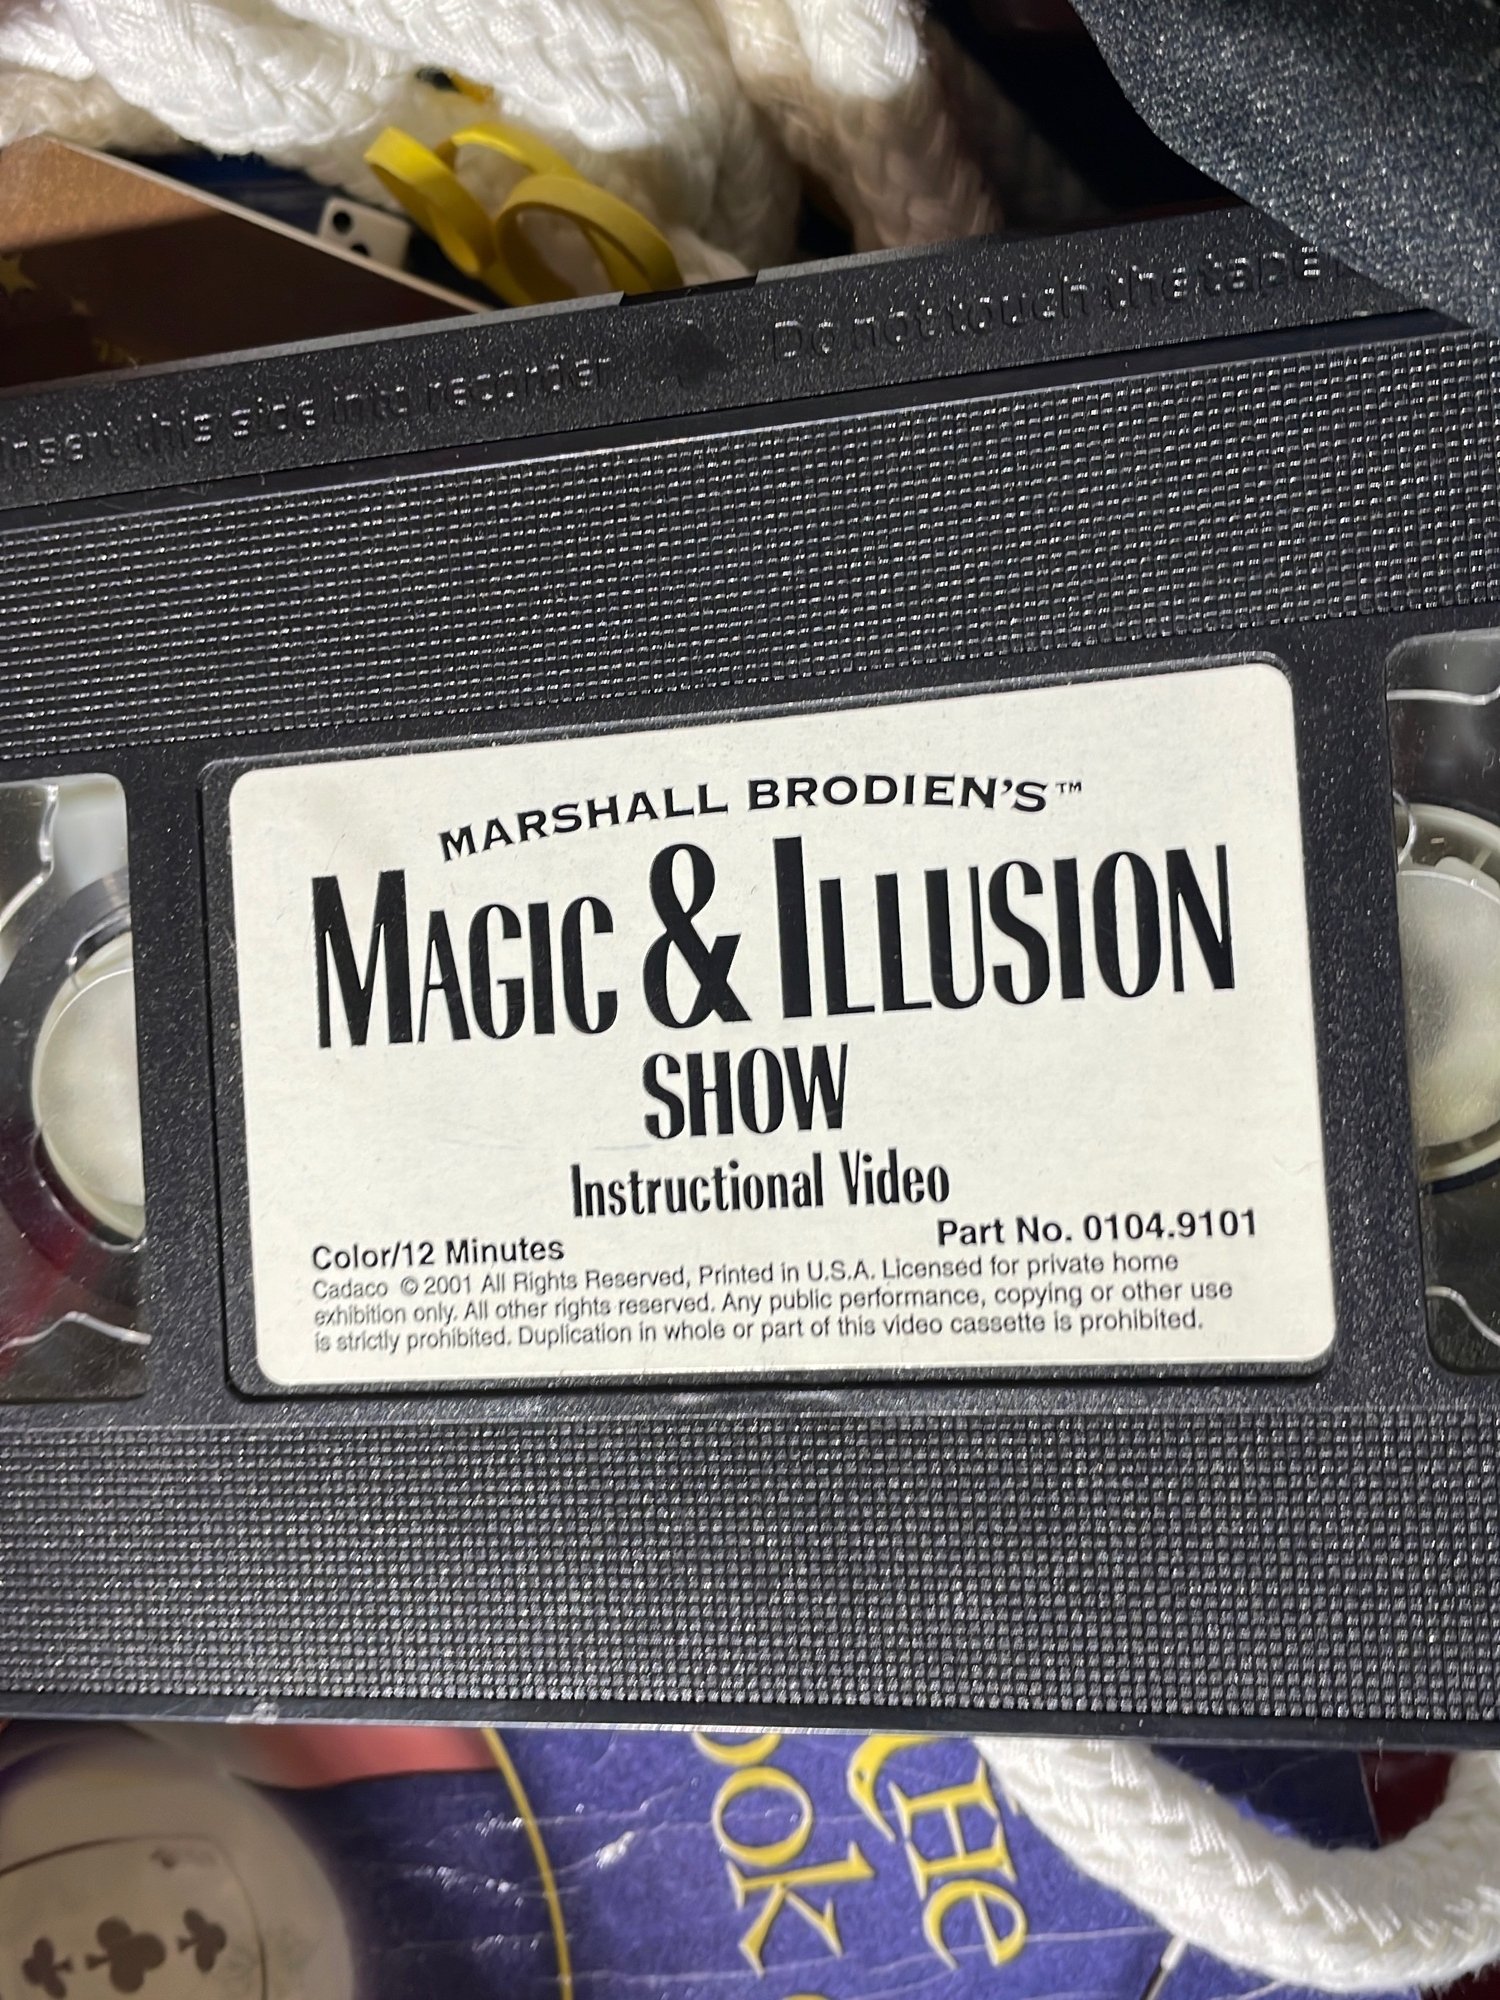 Insert this side into recorder
Do not touch the tape
MARSHALL BRODIEN'S™
MAGIC & ILLUSION
SHOW
Instructional Video
Color/12 Minutes
Part No. 0104.9101
Cadaco © 2001 All Rights Reserved, Printed in U.S.A. Licensed for private home
exhibition only. All other rights reserved. Any public performance, copying or other use
is strictly prohibited. Duplication in whole or part of this video cassette is prohibited.
The
ook